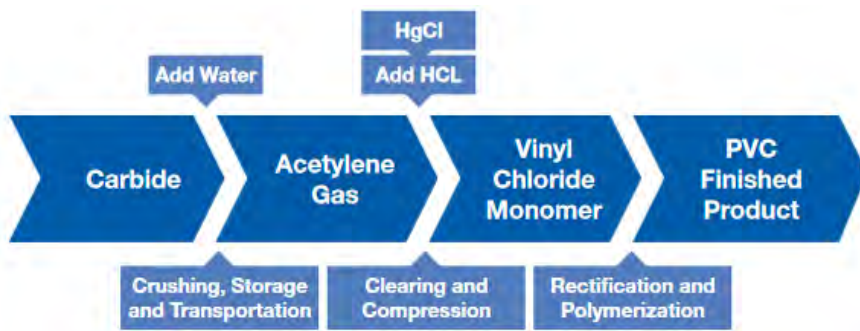 HgCl
Add Water
Add HCL
Carbide
Acetylene
Gas
Vinyl
Chloride
Monomer
PVC
Finished
Product
Crushing, Storage
and Transportation
Clearing and
Compression
Rectification and
Polymerization